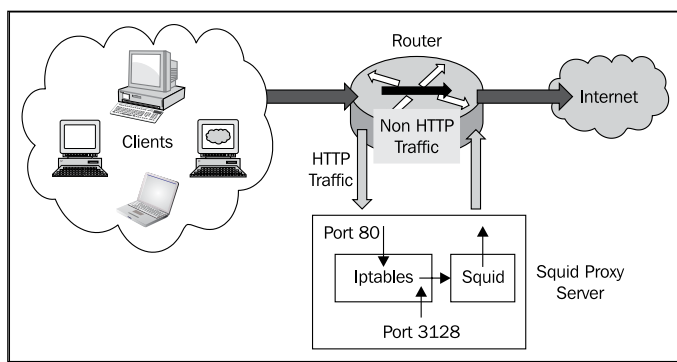 Router
Clients
Internet
Non HTTP
Traffic
HTTP
Traffic
Port 80
Iptables
Squid
Port 3128
Squid Proxy
Server